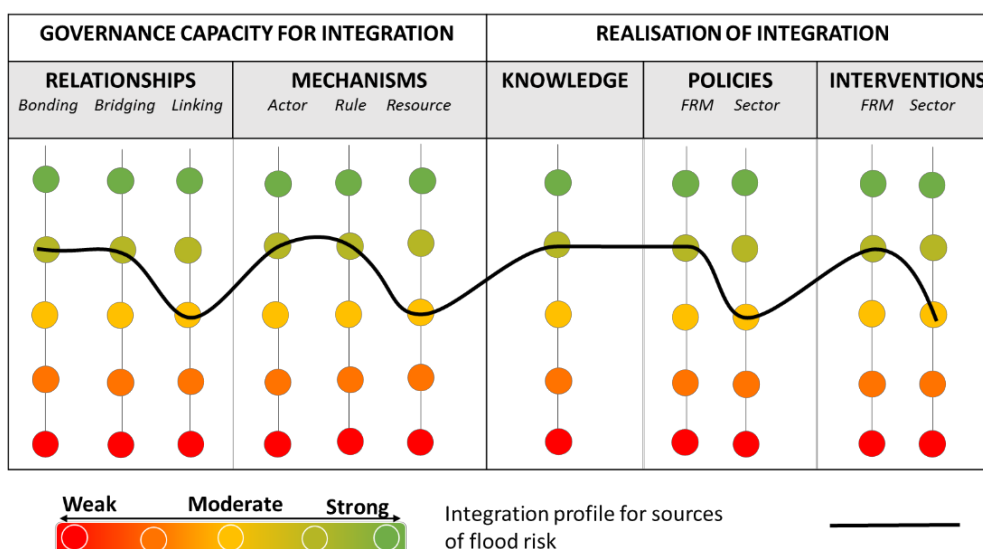 GOVERNANCE CAPACITY FOR INTEGRATION
REALISATION OF INTEGRATION
RELATIONSHIPS
Bonding Bridging Linking
MECHANISMS
Actor Rule Resource
KNOWLEDGE
POLICIES
FRM Sector
INTERVENTIONS
FRM Sector
Weak Moderate Strong
Integration profile for sources
of flood risk